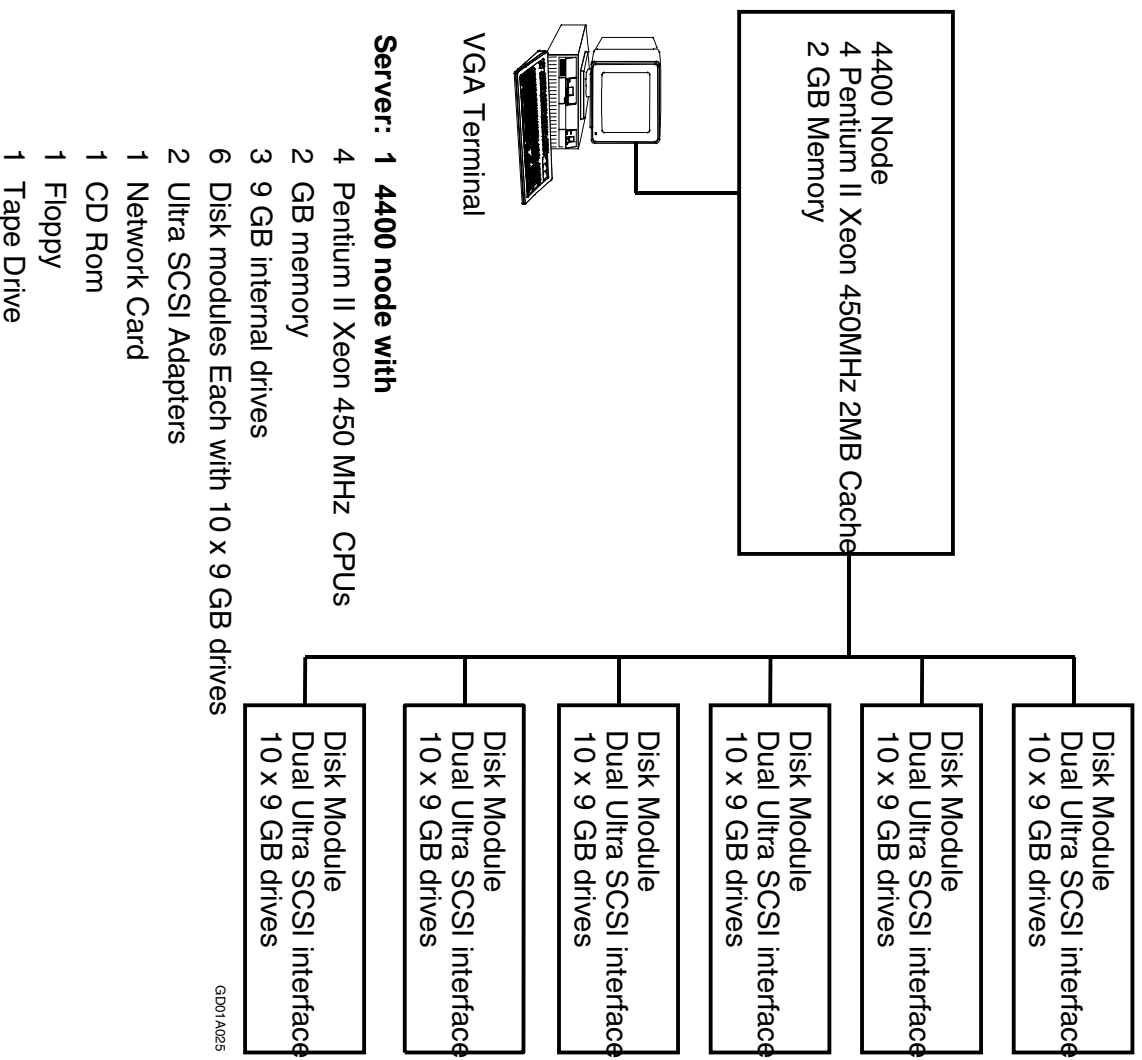 4400 Node
4 Pentium II Xeon 450MHz 2MB Cache
2 GB Memory
Disk Module
Dual Ultra SCSI interface
10 x 9 GB drives
Disk Module
Dual Ultra SCSI interface
10 x 9 GB drives
Disk Module
Dual Ultra SCSI interface
10 x 9 GB drives
Disk Module
Dual Ultra SCSI interface
10 x 9 GB drives
Disk Module
Dual Ultra SCSI interface
10 x 9 GB drives
Disk Module
Dual Ultra SCSI interface
10 x 9 GB drives
VGA Terminal
Server: 1 4400 node with
4 Pentium II Xeon 450 MHz CPUs
2 GB memory
3 9 GB internal drives
6 Disk modules Each with 10 x 9 GB drives
2 Ultra SCSI Adapters
1 Network Card
1 CD Rom
1 Floppy
1 Tape Drive
GD01A025